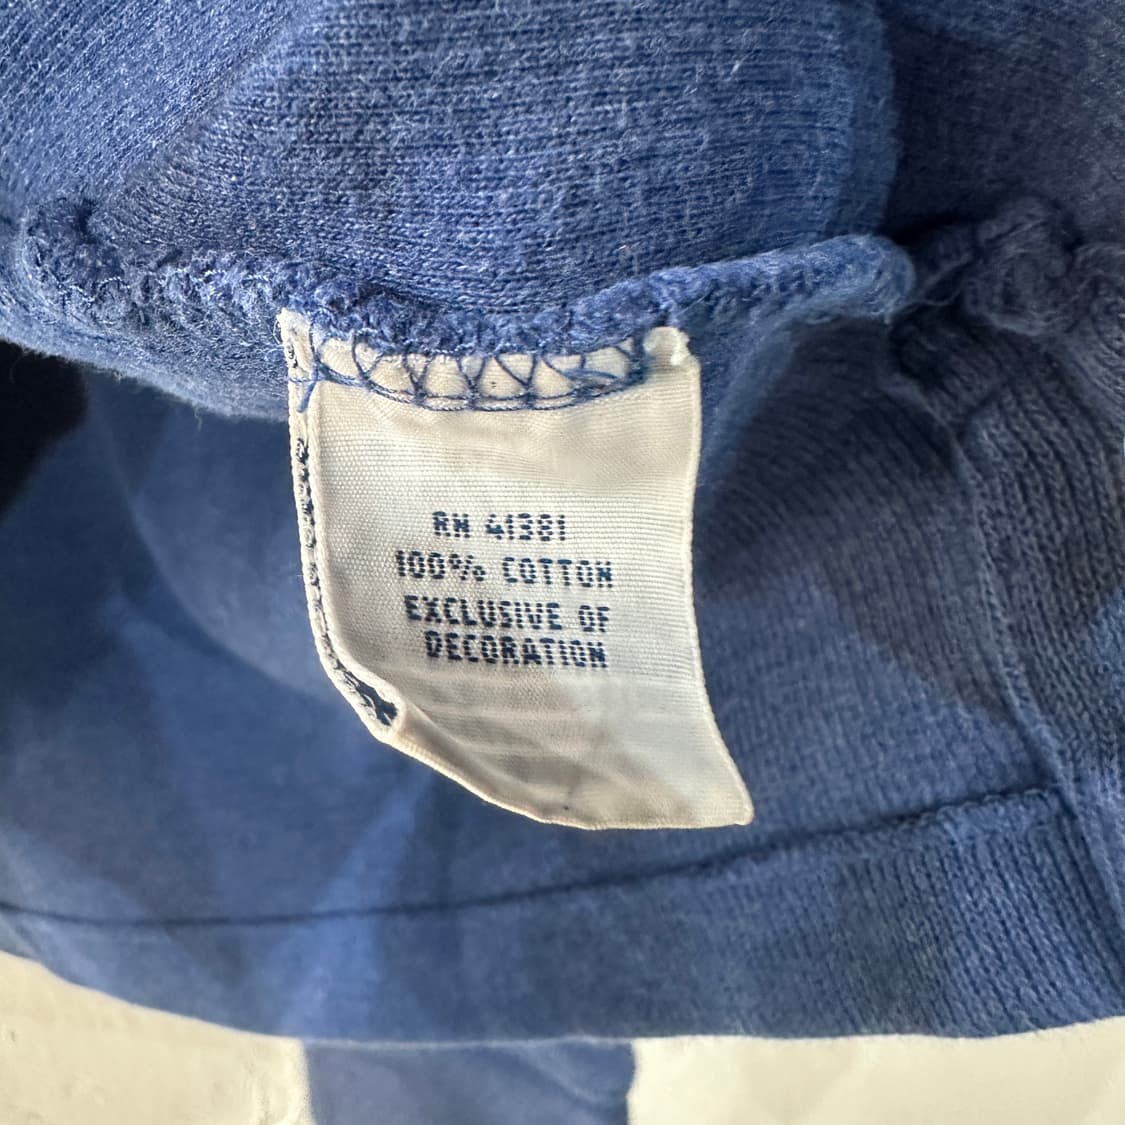 RN 41381
100% COTTON
EXCLUSIVE OF
DECORATION